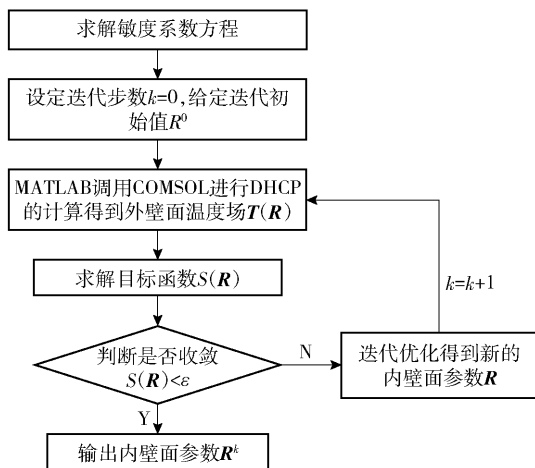 求解敏度系数方程
设定迭代步数k=0,给定迭代初
始值R⁰
MATLAB调用COMSOL进行DHCP
的计算得到外壁面温度场T(R)
求解目标函数S(R)
k=k+1
判断是否收敛
S(R)<ε
N
迭代优化得到新的
内壁面参数R
Y
输出内壁面参数Rᵏ